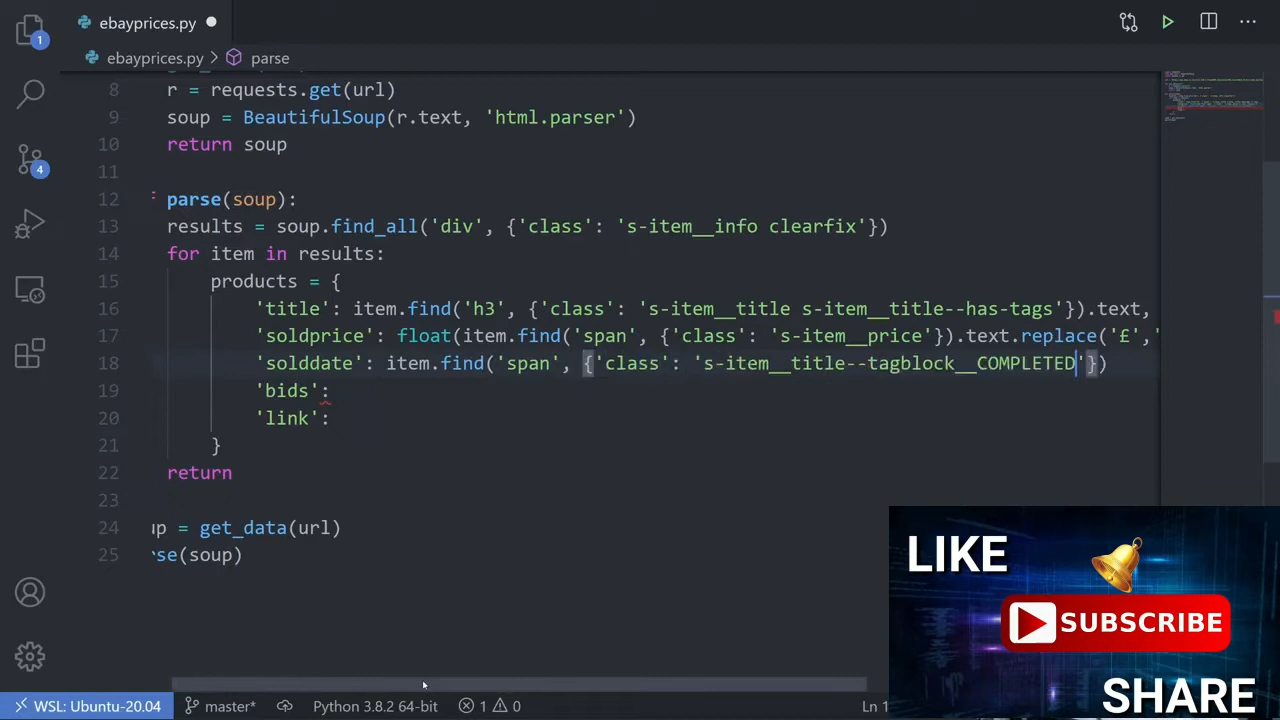 ebayprices.py
ebayprices.py > parse
8 r = requests.get(url)
9 soup = BeautifulSoup(r.text, 'html.parser')
10 return soup
11
12 parse(soup):
13 results = soup.find_all('div', {'class': 's-item__info clearfix'})
14 for item in results:
15 products = {
16 'title': item.find('h3', {'class': 's-item__title s-item__title--has-tags'}).text,
17 'soldprice': float(item.find('span', {'class': 's-item__price'}).text.replace('£','
18 'solddate': item.find('span', {'class': 's-item__title--tagblock__COMPLETED'})
19 'bids':
20 'link':
21 }
22 return
23
24 up = get_data(url)
25 rse(soup)
1
4
LIKE
SUBSCRIBE
SHARE
WSL: Ubuntu-20.04 master* Python 3.8.2 64-bit 1 0 Ln 1